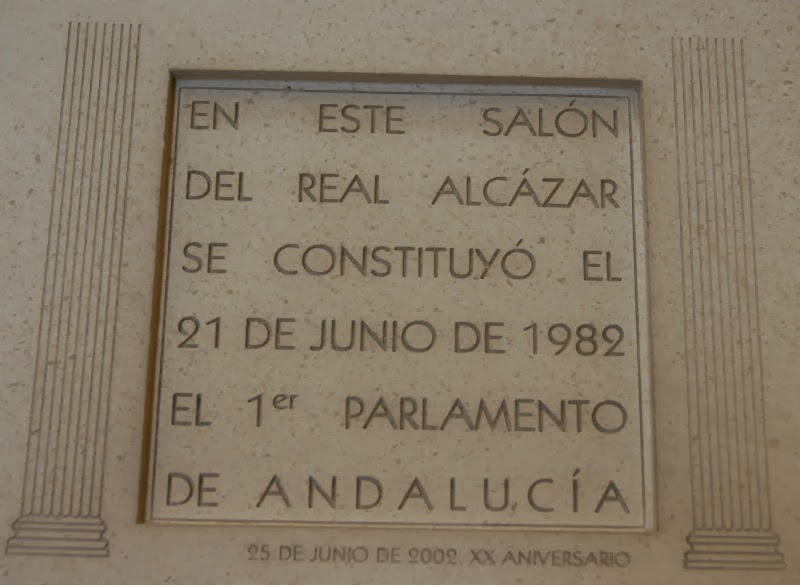 EN ESTE SALÓN
DEL REAL ALCÁZAR
SE CONSTITUYÓ EL
21 DE JUNIO DE 1982
EL 1er PARLAMENTO
DE ANDALUCÍA
25 DE JUNIO DE 2002. XX ANIVERSARIO